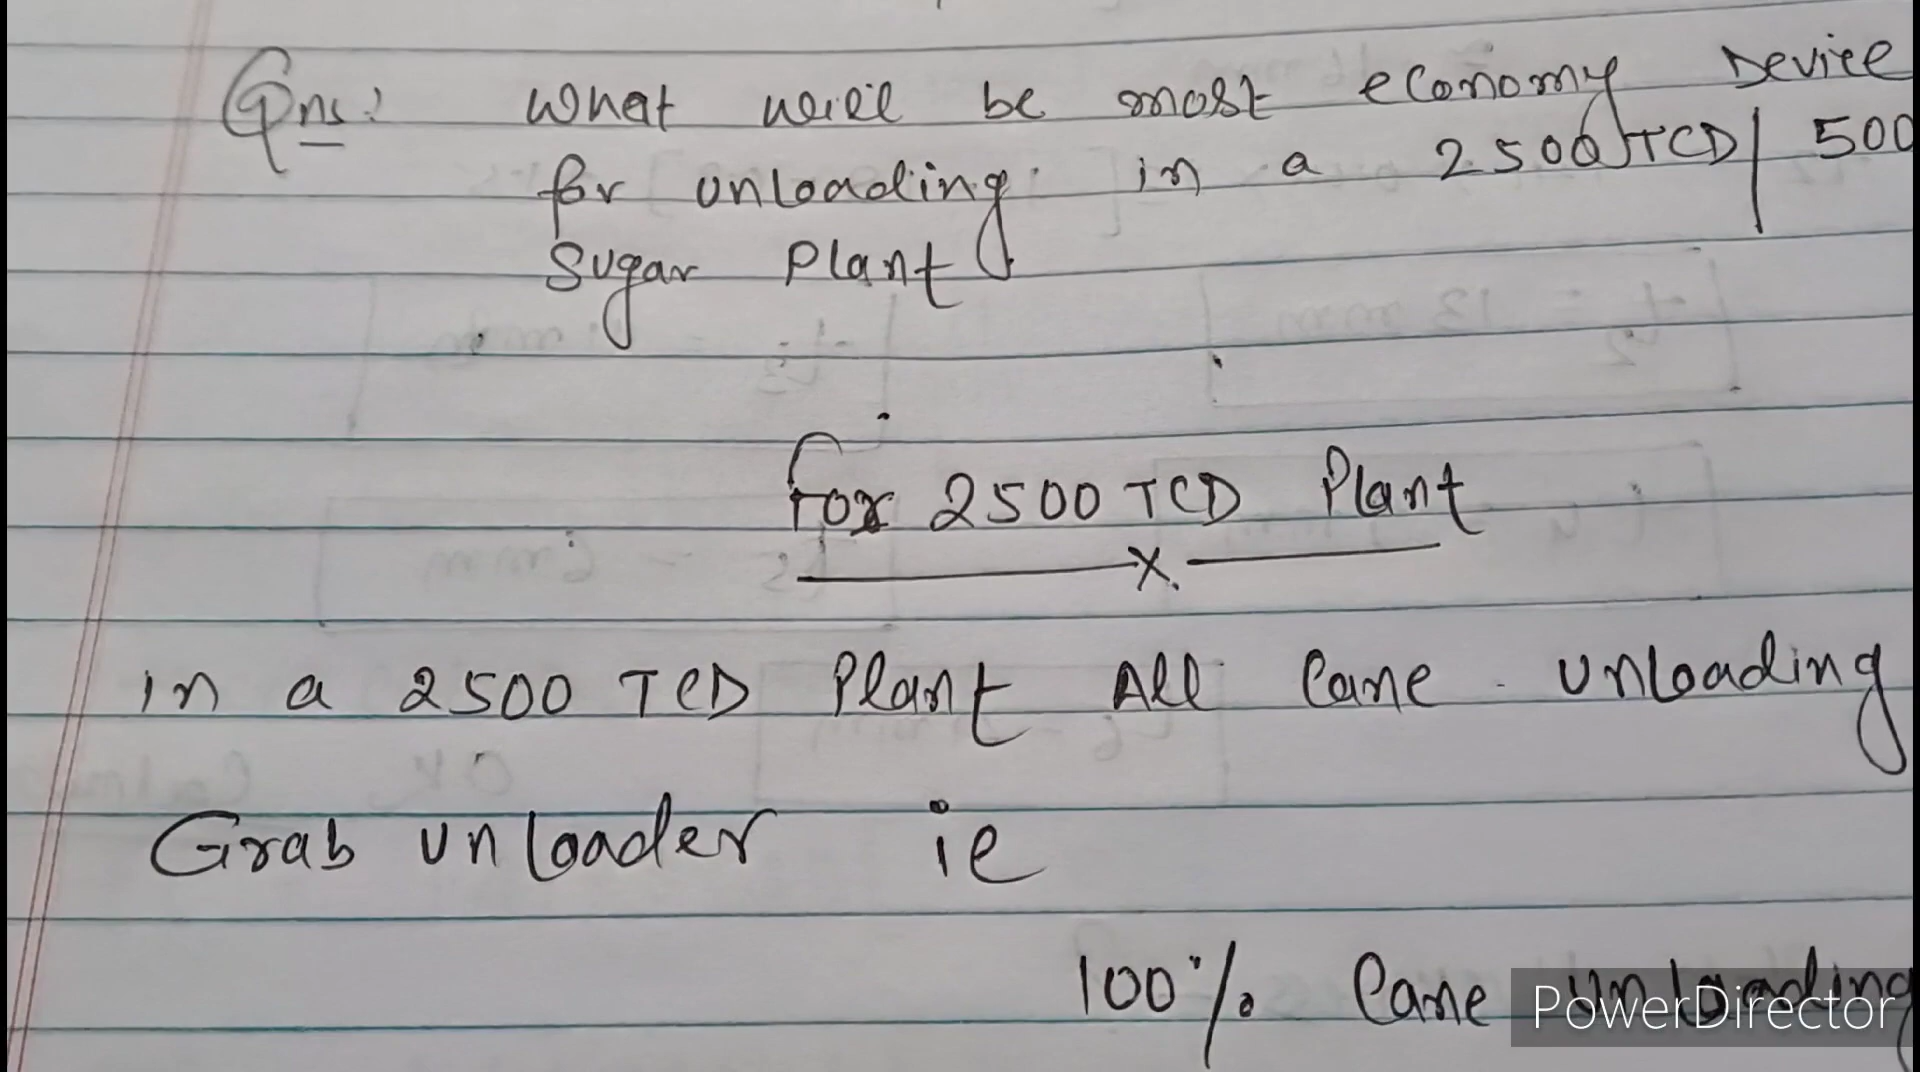 Qns: What will be most economy Device
for unloading in a 2500 TCD | 500
Sugar Plant
For 2500 TCD Plant
x
in a 2500 TCD Plant All Cane unloading
Grab unloader ie
100% Cane unloading
PowerDirector